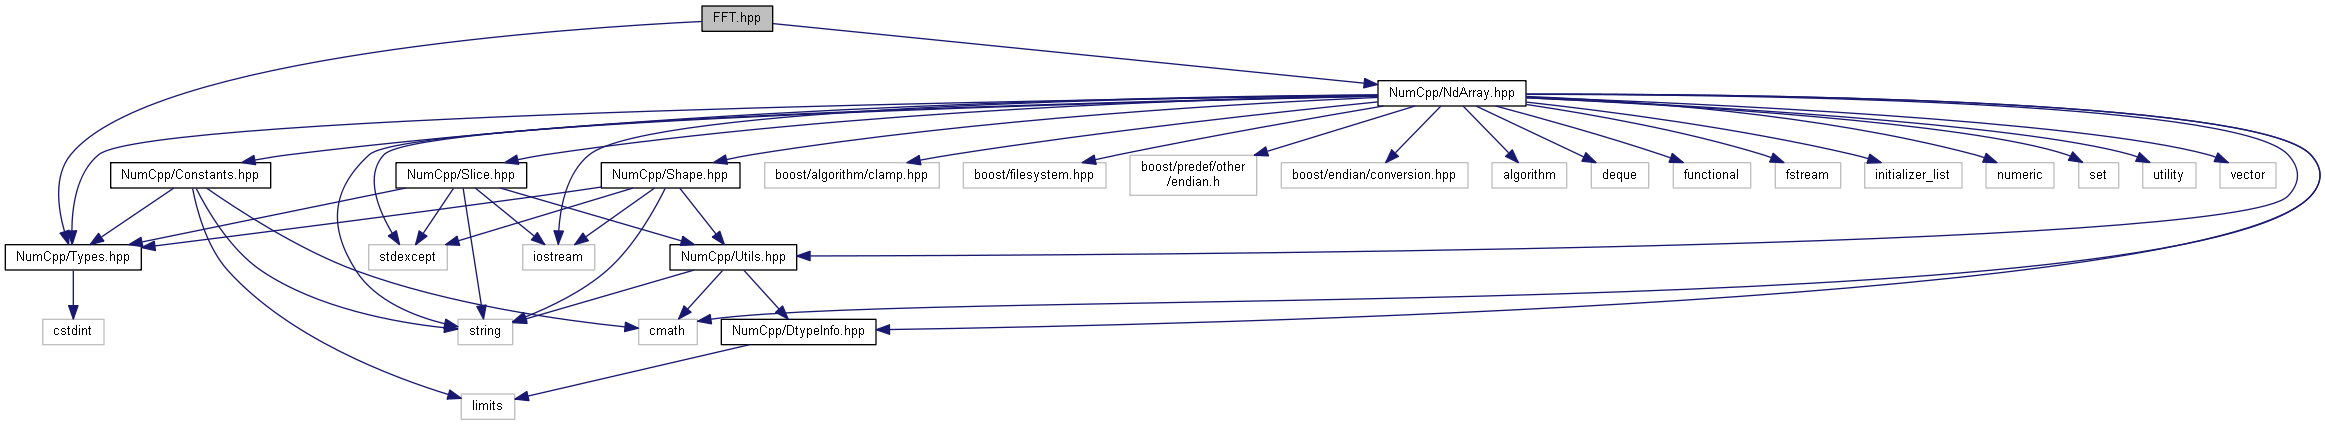 FFT.hpp
NumCpp/NdArray.hpp
NumCpp/Constants.hpp
NumCpp/Slice.hpp
NumCpp/Shape.hpp
boost/algorithm/clamp.hpp
boost/filesystem.hpp
boost/predef/other
/endian.h
boost/endian/conversion.hpp
algorithm
deque
functional
fstream
initializer_list
numeric
set
utility
vector
NumCpp/Types.hpp
stdexcept
iostream
NumCpp/Utils.hpp
cstdint
string
cmath
NumCpp/DtypeInfo.hpp
limits